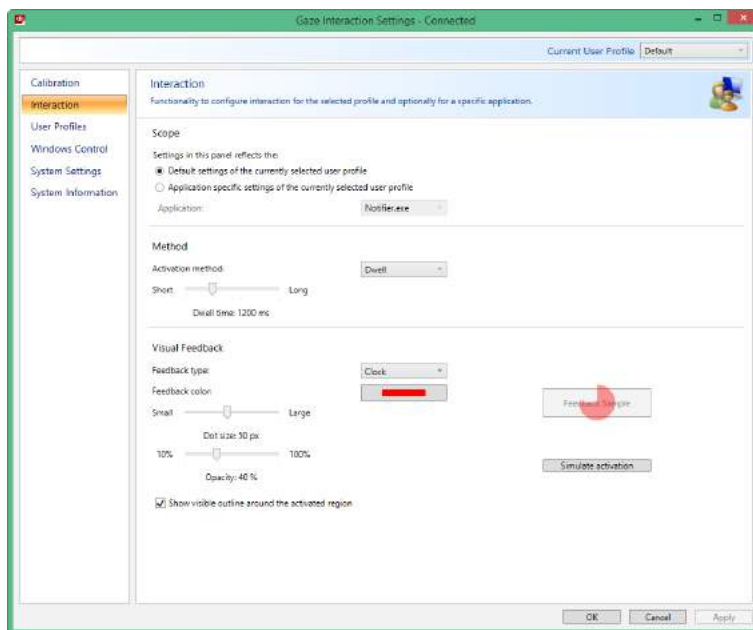 Gaze Interaction Settings - Connected
Current User Profile Default
Calibration
Interaction
User Profiles
Windows Control
System Settings
System Information
Interaction
Functionality to configure interaction for the selected profile and optionally for a specific application.
Scope
Settings in this panel reflects the:
Default settings of the currently selected user profile
Application specific settings of the currently selected user profile
Application: Notifier.exe
Method
Activation method: Dwell
Short Long
Dwell time: 1200 ms
Visual Feedback
Feedback type: Clock
Feedback color:
Feedback Sample
Small Large
Dot size: 50 px
10% 100%
Simulate activation
Opacity: 40 %
Show visible outline around the activated region
OK Cancel Apply